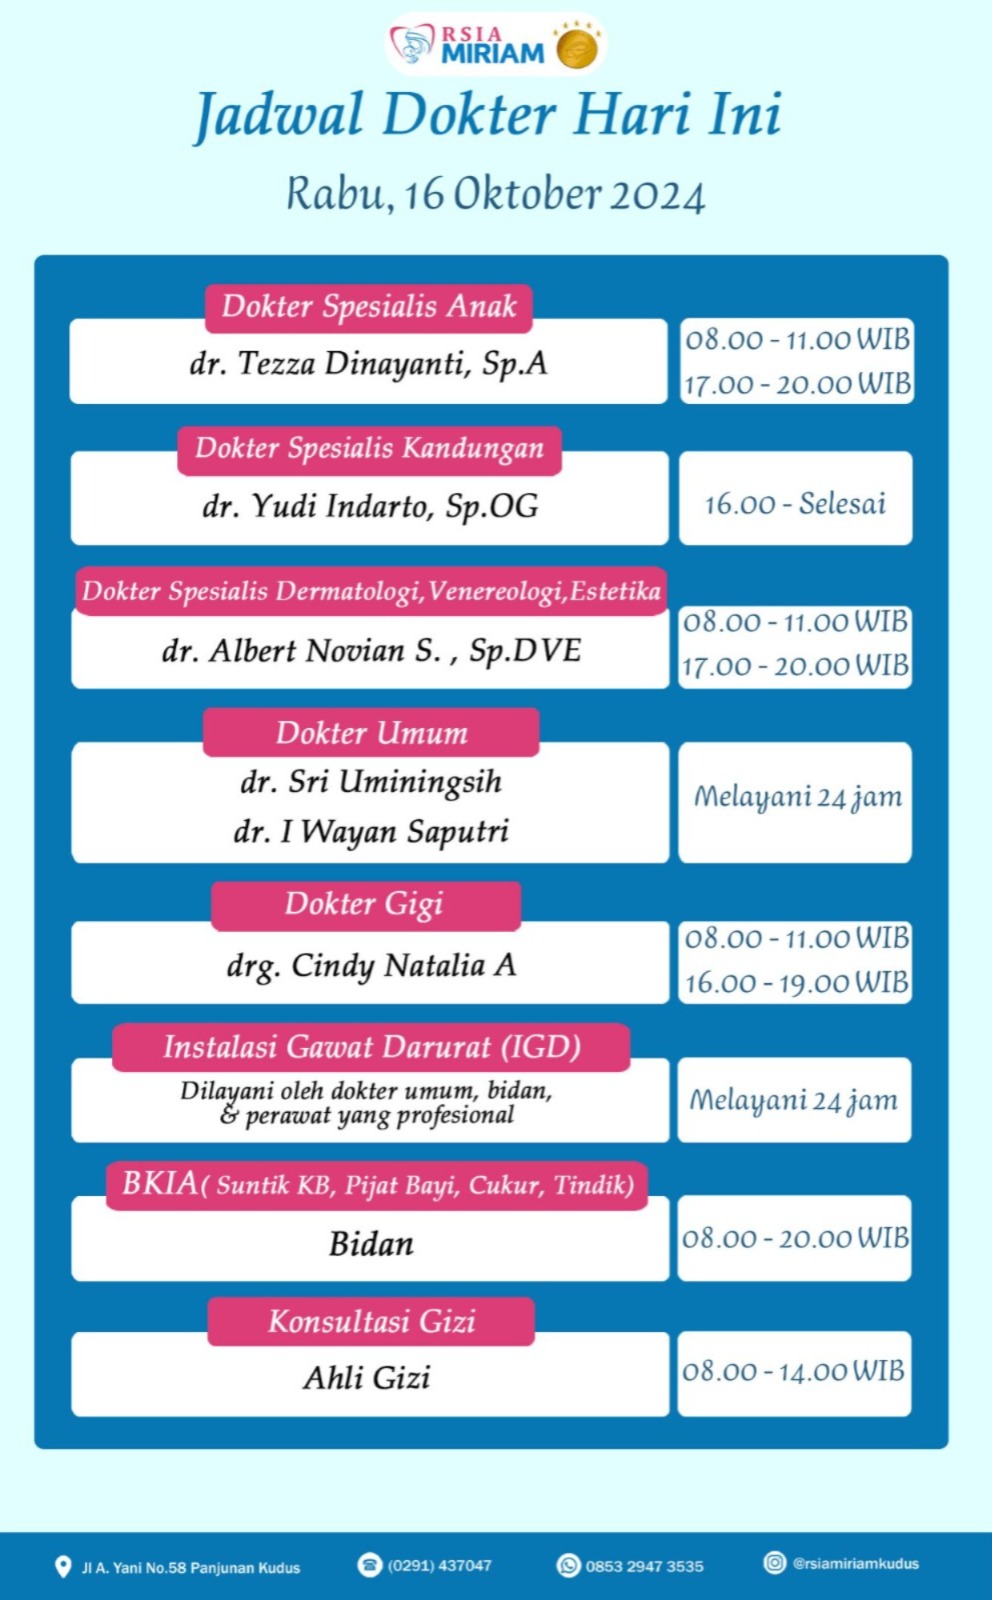 RSIA
MIRIAM
Jadwal Dokter Hari Ini
Rabu, 16 Oktober 2024
Dokter Spesialis Anak
dr. Tezza Dinayanti, Sp.A
08.00 - 11.00 WIB
17.00 - 20.00 WIB
Dokter Spesialis Kandungan
dr. Yudi Indarto, Sp.OG
16.00 - Selesai
Dokter Spesialis Dermatologi,Venereologi,Estetika
dr. Albert Novian S. , Sp.DVE
08.00 - 11.00 WIB
17.00 - 20.00 WIB
Dokter Umum
dr. Sri Uminingsih
dr. I Wayan Saputri
Melayani 24 jam
Dokter Gigi
drg. Cindy Natalia A
08.00 - 11.00 WIB
16.00 - 19.00 WIB
Instalasi Gawat Darurat (IGD)
Dilayani oleh dokter umum, bidan,
& perawat yang profesional
Melayani 24 jam
BKIA( Suntik KB, Pijat Bayi, Cukur, Tindik)
Bidan
08.00 - 20.00 WIB
Konsultasi Gizi
Ahli Gizi
08.00 - 14.00 WIB
Jl A. Yani No.58 Panjunan Kudus
(0291) 437047
0853 2947 3535
@rsiamiriamkudus